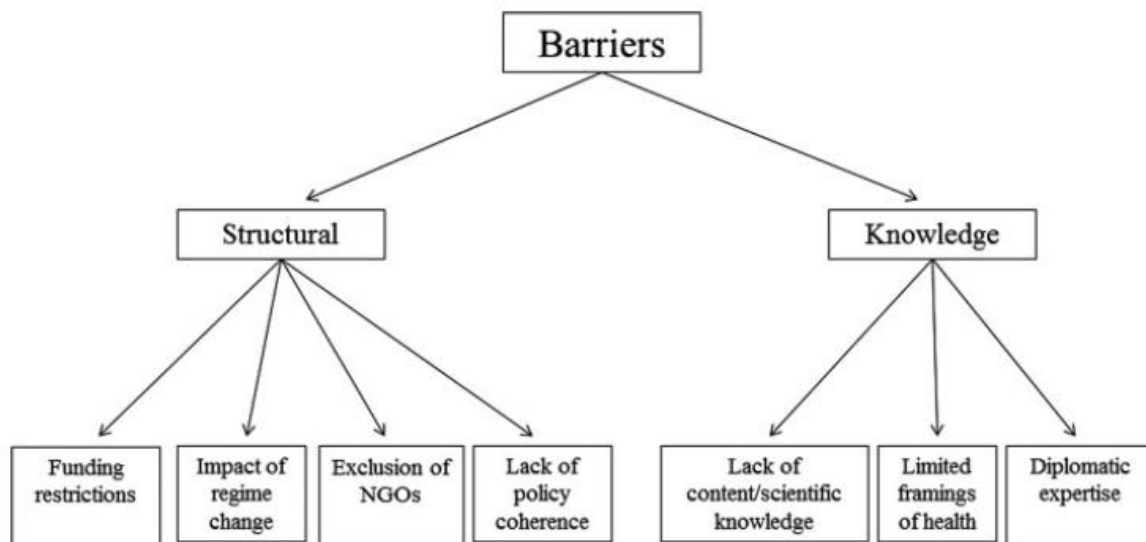 Barriers
Structural
Knowledge
Funding
restrictions
Impact of
regime
change
Exclusion of
NGOs
Lack of
policy
coherence
Lack of
content/scientific
knowledge
Limited
framings
of health
Diplomatic
expertise